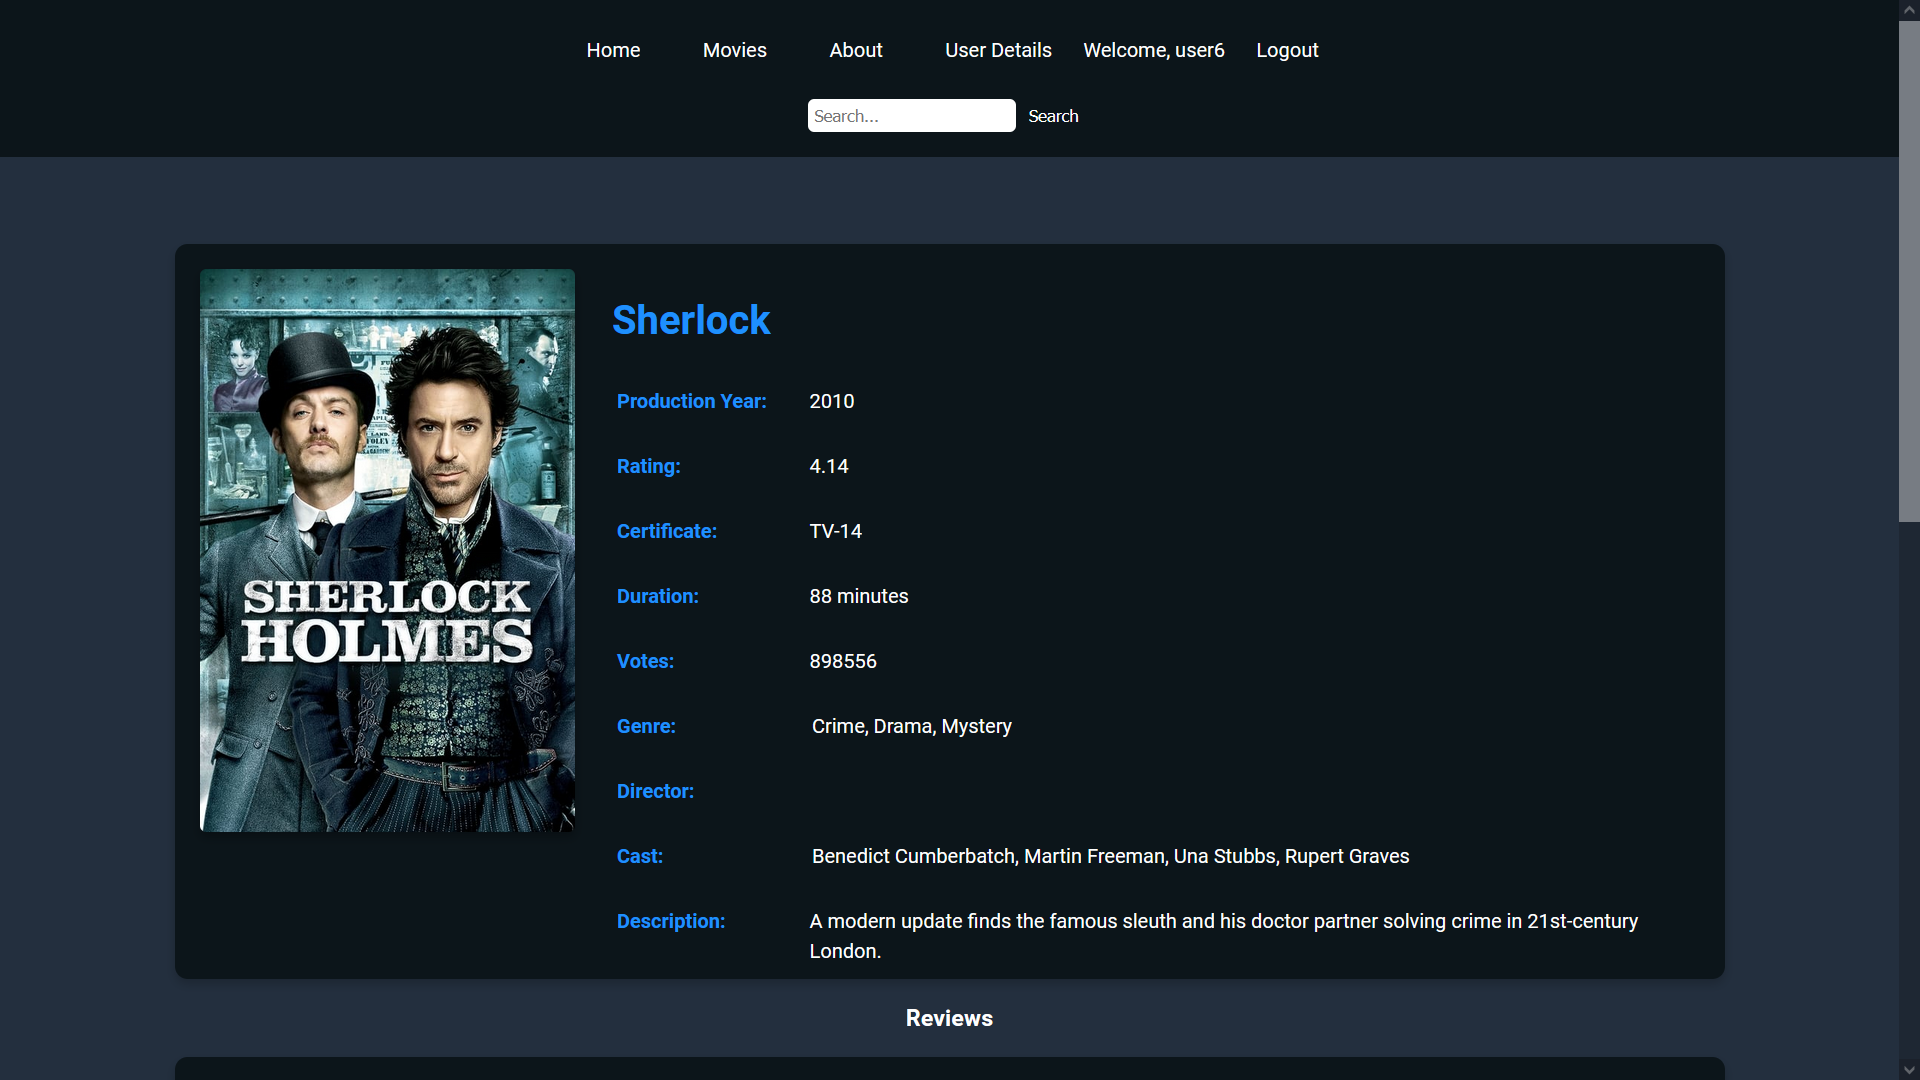 Home Movies About User Details Welcome, user6 Logout
Search... Search
SHERLOCK
HOLMES
Sherlock
Production Year: 2010
Rating: 4.14
Certificate: TV-14
Duration: 88 minutes
Votes: 898556
Genre: Crime, Drama, Mystery
Director:
Cast: Benedict Cumberbatch, Martin Freeman, Una Stubbs, Rupert Graves
Description: A modern update finds the famous sleuth and his doctor partner solving crime in 21st-century
London.
Reviews